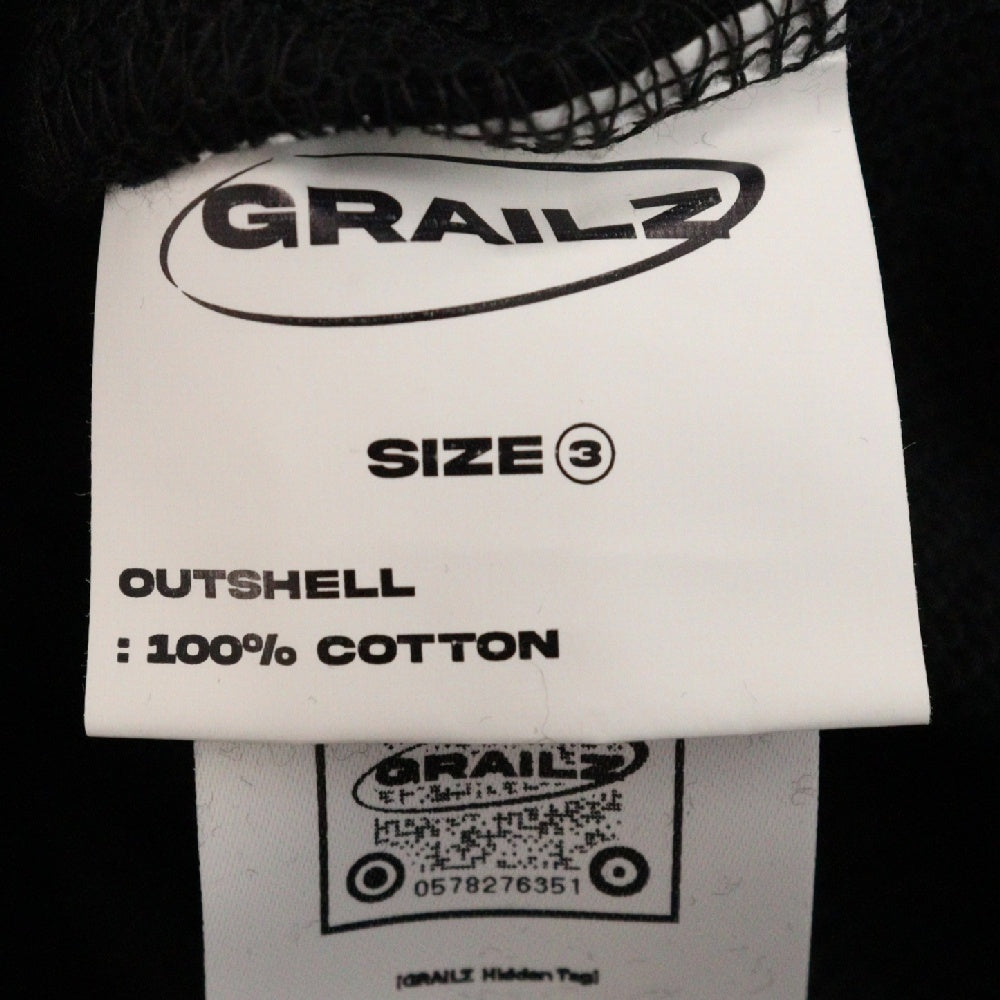 GRAILZ
SIZE 3
OUTSHELL
: 100% COTTON
GRAILZ
0578276351
[GRAILZ Hidden Tag]